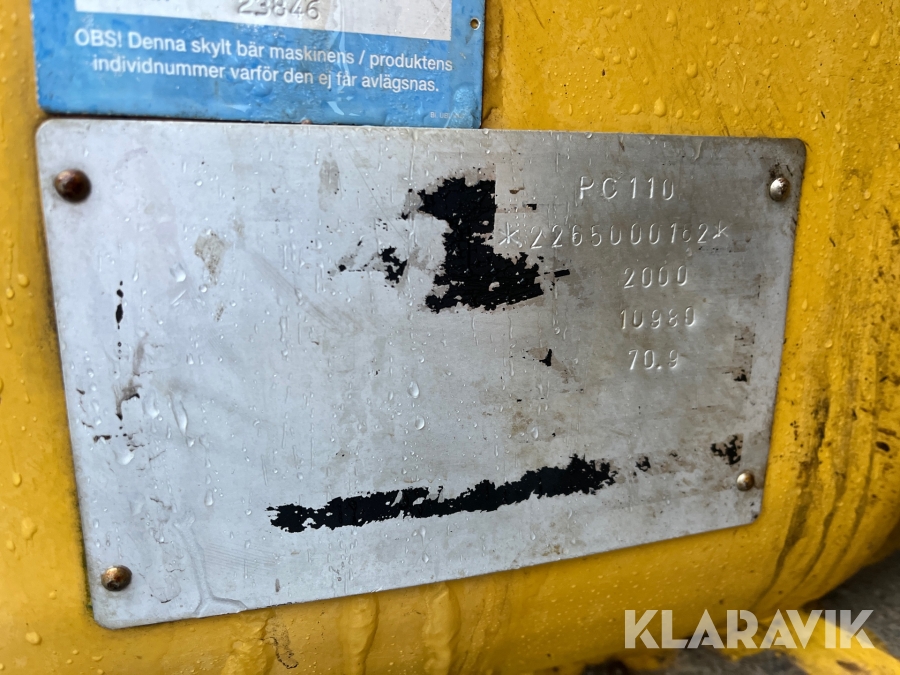 23846
OBS! Denna skylt bär maskinens / produktens
individnummer varför den ej får avlägsnas.
PC110
*2265000162*
2000
10980
70.9
KLARAVIK